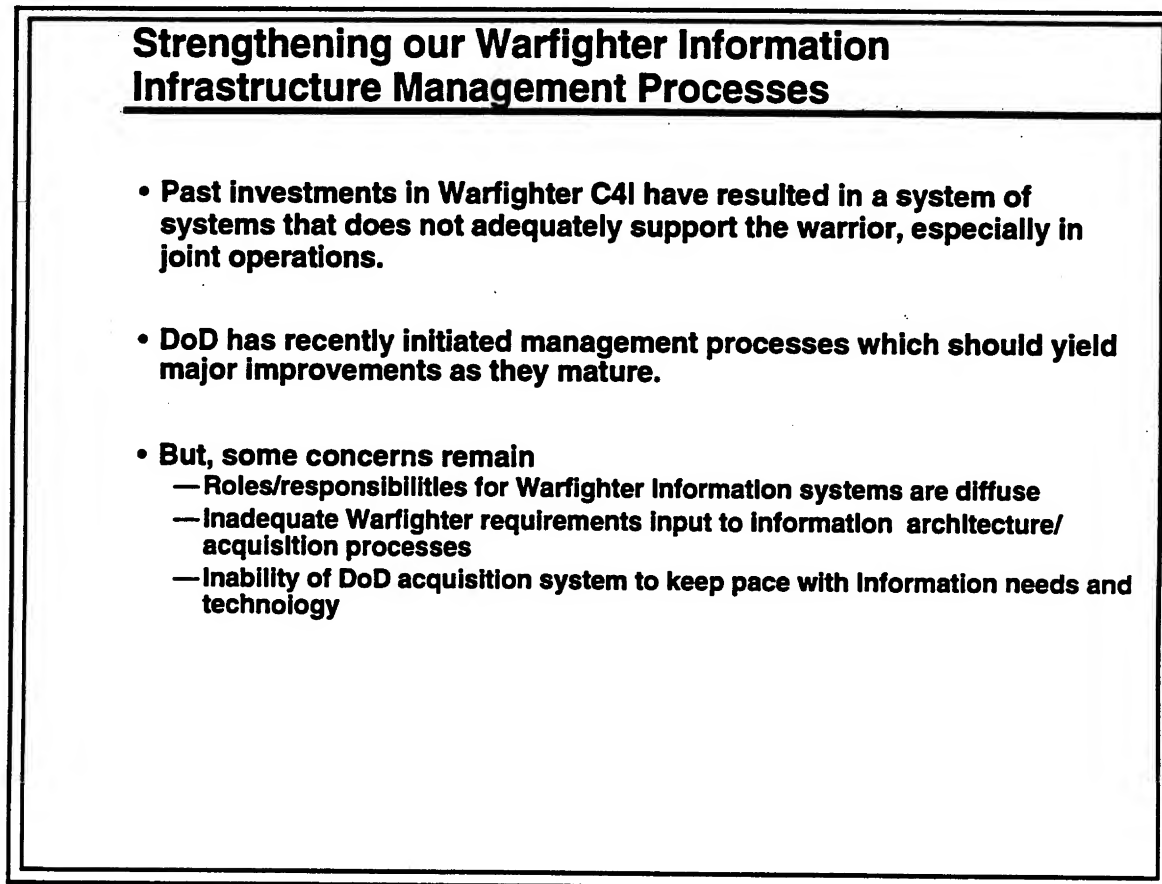 Strengthening our Warfighter Information
Infrastructure Management Processes
• Past investments in Warfighter C4I have resulted in a system of
systems that does not adequately support the warrior, especially in
joint operations.
• DoD has recently initiated management processes which should yield
major improvements as they mature.
• But, some concerns remain
—Roles/responsibilities for Warfighter Information systems are diffuse
—Inadequate Warfighter requirements input to information architecture/
acquisition processes
—Inability of DoD acquisition system to keep pace with Information needs and
technology